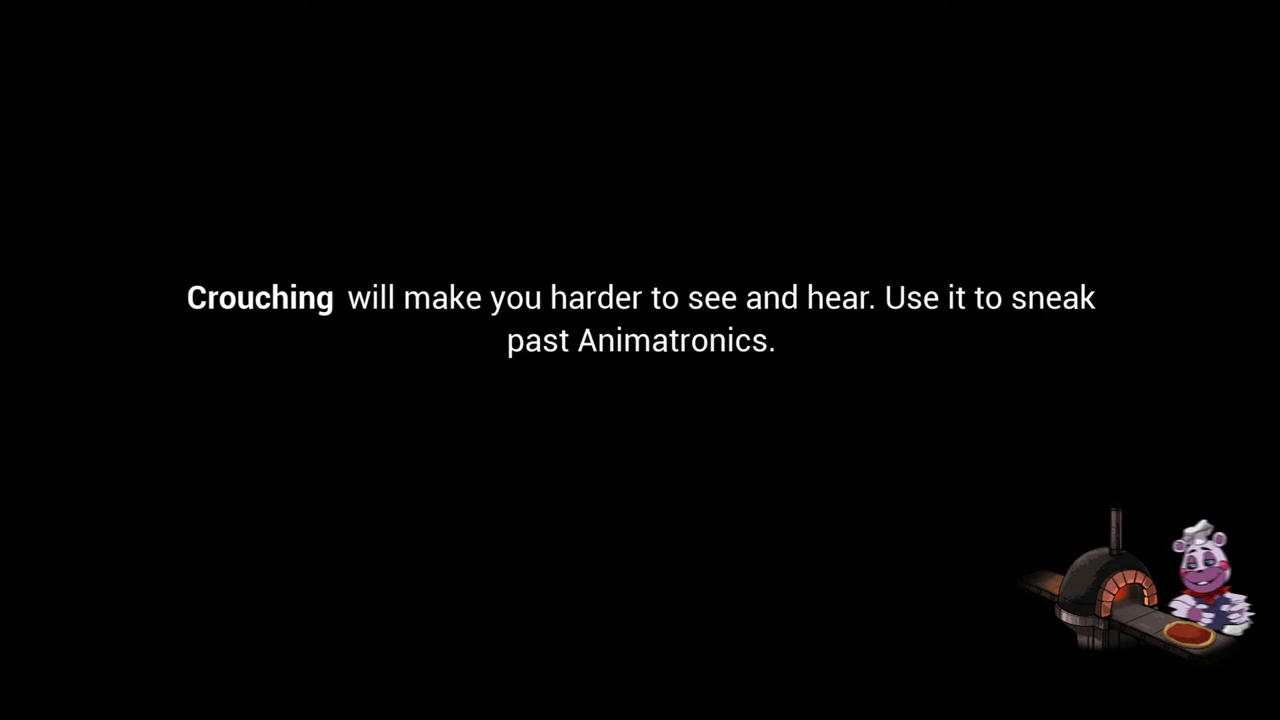 Crouching will make you harder to see and hear. Use it to sneak
past Animatronics.